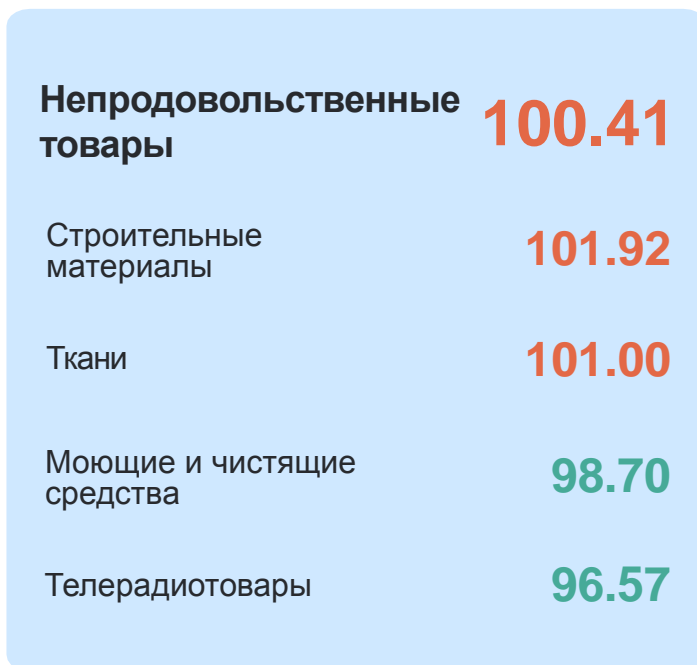 Непродовольственные
товары
100.41
Строительные
материалы
101.92
Ткани
101.00
Моющие и чистящие
средства
98.70
Телерадиотовары
96.57